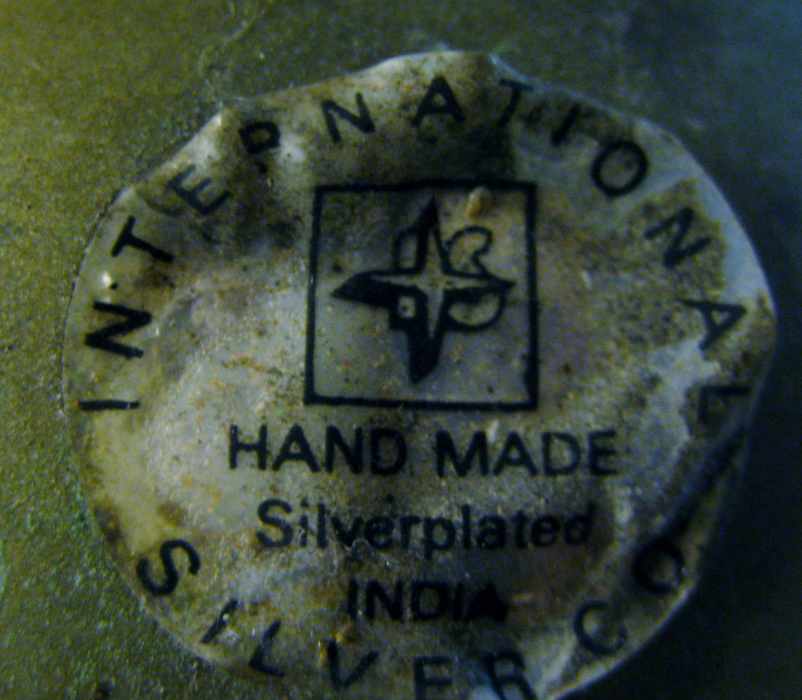 INTERNATIONAL
HAND MADE
Silverplated
INDIA
SILVER CO